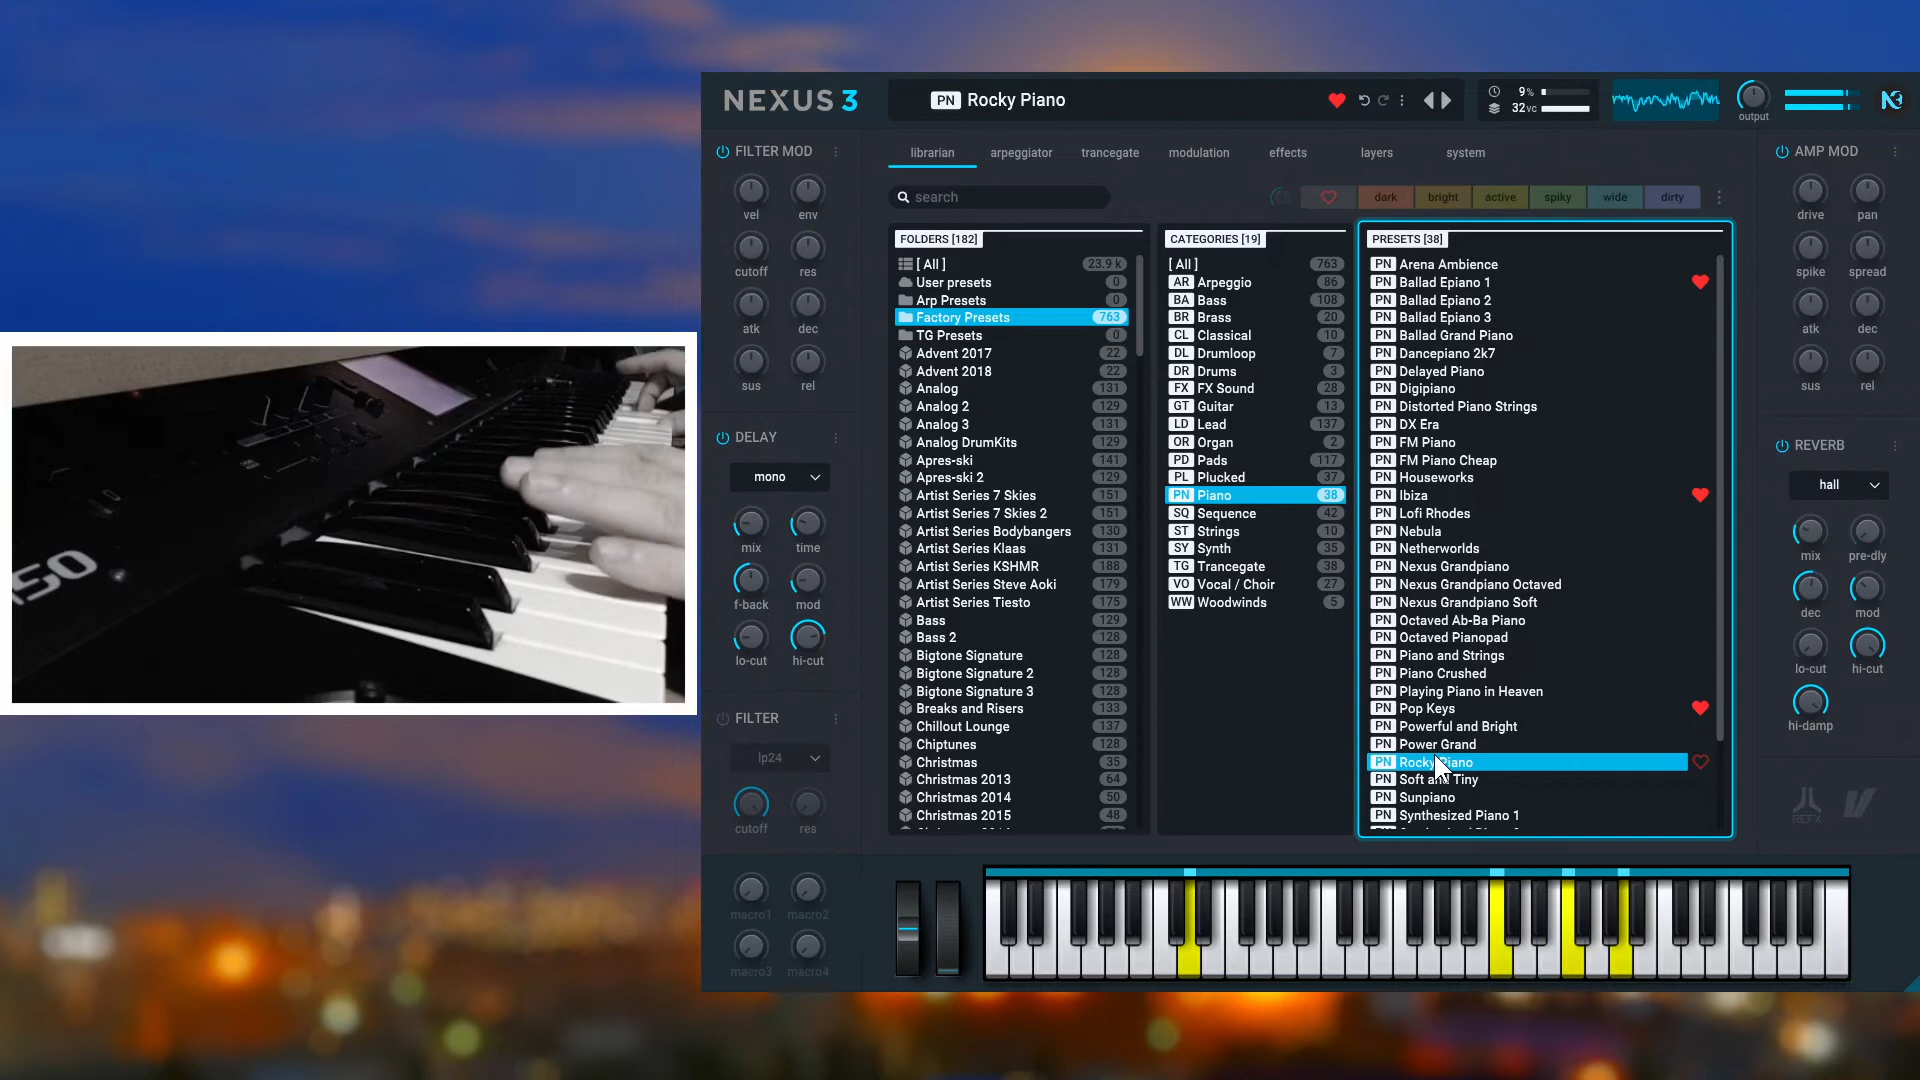 NEXUS 3
PN Rocky Piano
9%
32vc
output
FILTER MOD
vel env
cutoff res
atk dec
sus rel
DELAY
mono
mix time
f-back mod
lo-cut hi-cut
FILTER
lp24
cutoff res
macro1 macro2
macro3 macro4
librarian arpeggiator trancegate modulation effects layers system
search
dark bright active spiky wide dirty
FOLDERS [182]
[ All ] 23.9 k
User presets 0
Arp Presets 0
Factory Presets 763
TG Presets 0
Advent 2017 22
Advent 2018 22
Analog 131
Analog 2 129
Analog 3 131
Analog DrumKits 129
Apres-ski 141
Apres-ski 2 129
Artist Series 7 Skies 151
Artist Series 7 Skies 2 151
Artist Series Bodybangers 130
Artist Series Klaas 131
Artist Series KSHMR 188
Artist Series Steve Aoki 179
Artist Series Tiesto 175
Bass 129
Bass 2 128
Bigtone Signature 128
Bigtone Signature 2 128
Bigtone Signature 3 128
Breaks and Risers 133
Chillout Lounge 137
Chiptunes 128
Christmas 35
Christmas 2013 64
Christmas 2014 50
Christmas 2015 48
CATEGORIES [19]
[ All ] 763
AR Arpeggio 86
BA Bass 108
BR Brass 20
CL Classical 10
DL Drumloop 7
DR Drums 3
FX FX Sound 28
GT Guitar 13
LD Lead 137
OR Organ 2
PD Pads 117
PL Plucked 37
PN Piano 38
SQ Sequence 42
ST Strings 10
SY Synth 35
TG Trancegate 38
VO Vocal / Choir 27
WW Woodwinds 5
PRESETS [38]
PN Arena Ambience
PN Ballad Epiano 1
PN Ballad Epiano 2
PN Ballad Epiano 3
PN Ballad Grand Piano
PN Dancepiano 2k7
PN Delayed Piano
PN Digipiano
PN Distorted Piano Strings
PN DX Era
PN FM Piano
PN FM Piano Cheap
PN Houseworks
PN Ibiza
PN Lofi Rhodes
PN Nebula
PN Netherworlds
PN Nexus Grandpiano
PN Nexus Grandpiano Octaved
PN Nexus Grandpiano Soft
PN Octaved Ab-Ba Piano
PN Octaved Pianopad
PN Piano and Strings
PN Piano Crushed
PN Playing Piano in Heaven
PN Pop Keys
PN Powerful and Bright
PN Power Grand
PN Rocky Piano
PN Soft and Tiny
PN Sunpiano
PN Synthesized Piano 1
AMP MOD
drive pan
spike spread
atk dec
sus rel
REVERB
hall
mix pre-dly
dec mod
lo-cut hi-cut
hi-damp
REFX
50